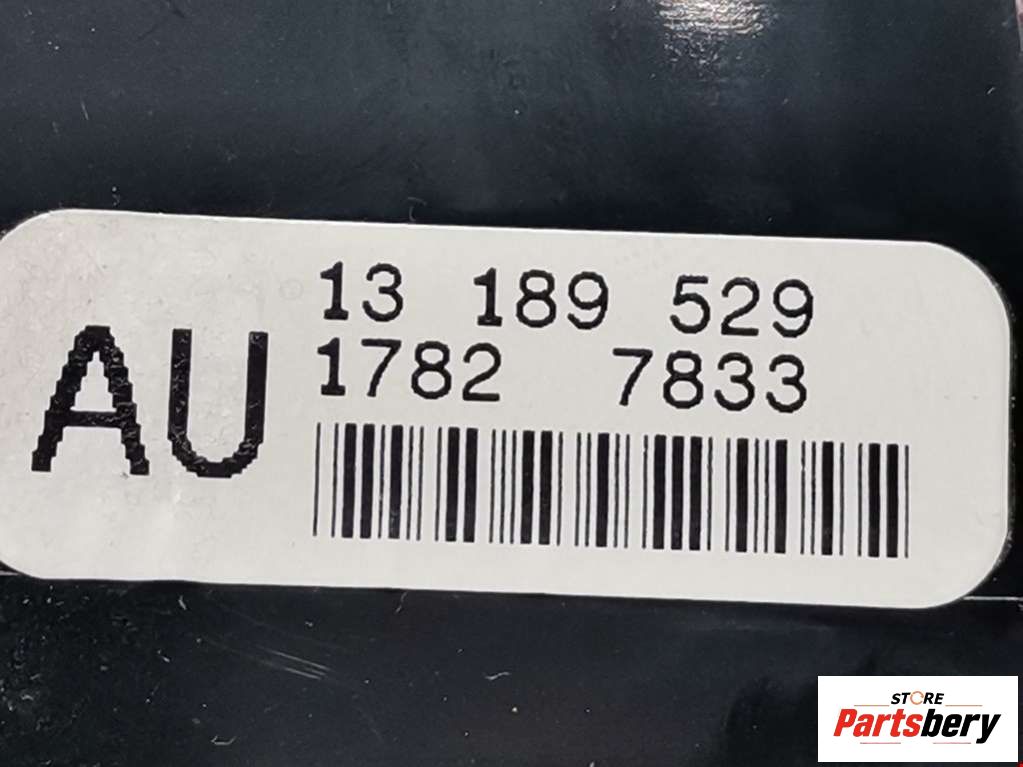 AU
13 189 529
1782 7833
STORE
Partsbery